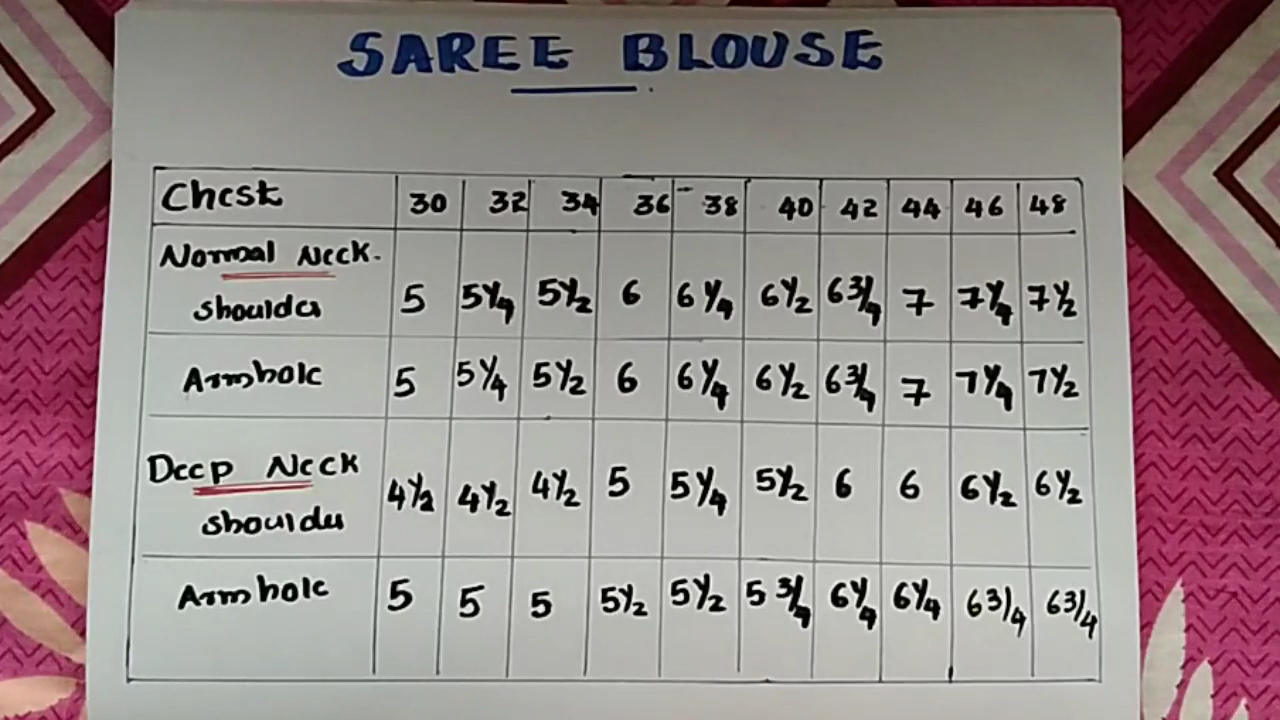 SAREE BLOUSE
Chest 30 32 34 36 38 40 42 44 46 48
Normal Neck.
shoulder 5 5¼ 5½ 6 6¼ 6½ 6¾ 7 7¼ 7½
Armhole 5 5¼ 5½ 6 6¼ 6½ 6¾ 7 7¼ 7½
Deep Neck
shoulder 4½ 4½ 4½ 5 5¼ 5½ 6 6 6½ 6½
Armhole 5 5 5 5½ 5½ 5¾ 6¼ 6¼ 6¾ 6¾